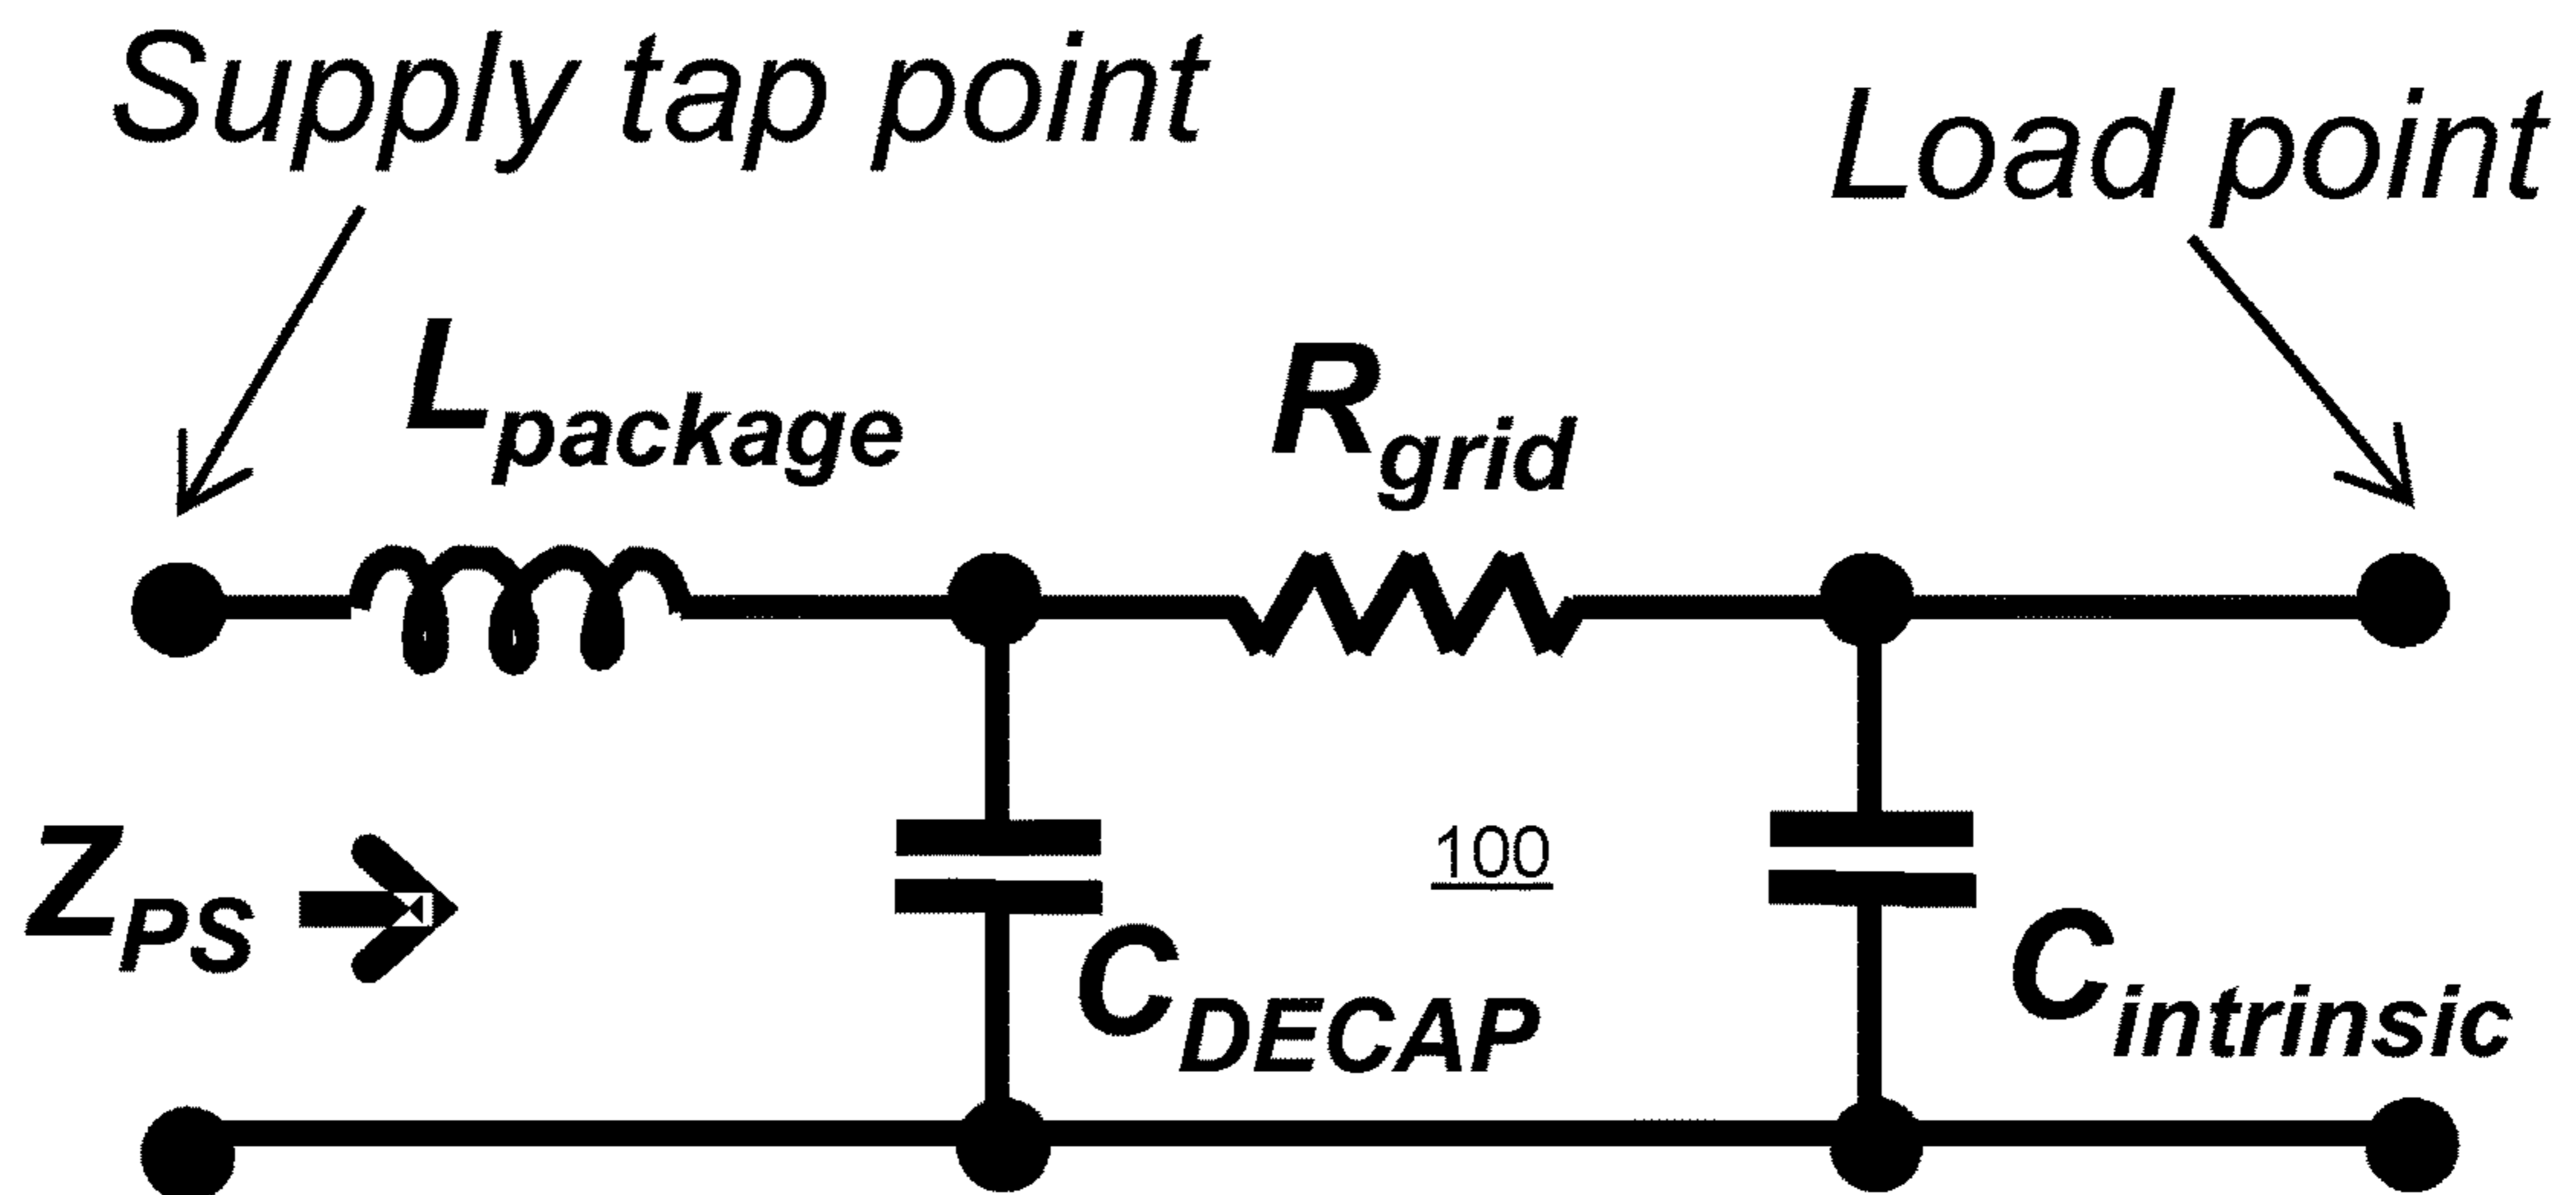 Supply tap point
Load point
Lpackage
Rgrid
ZPS
100
CDECAP
Cintrinsic